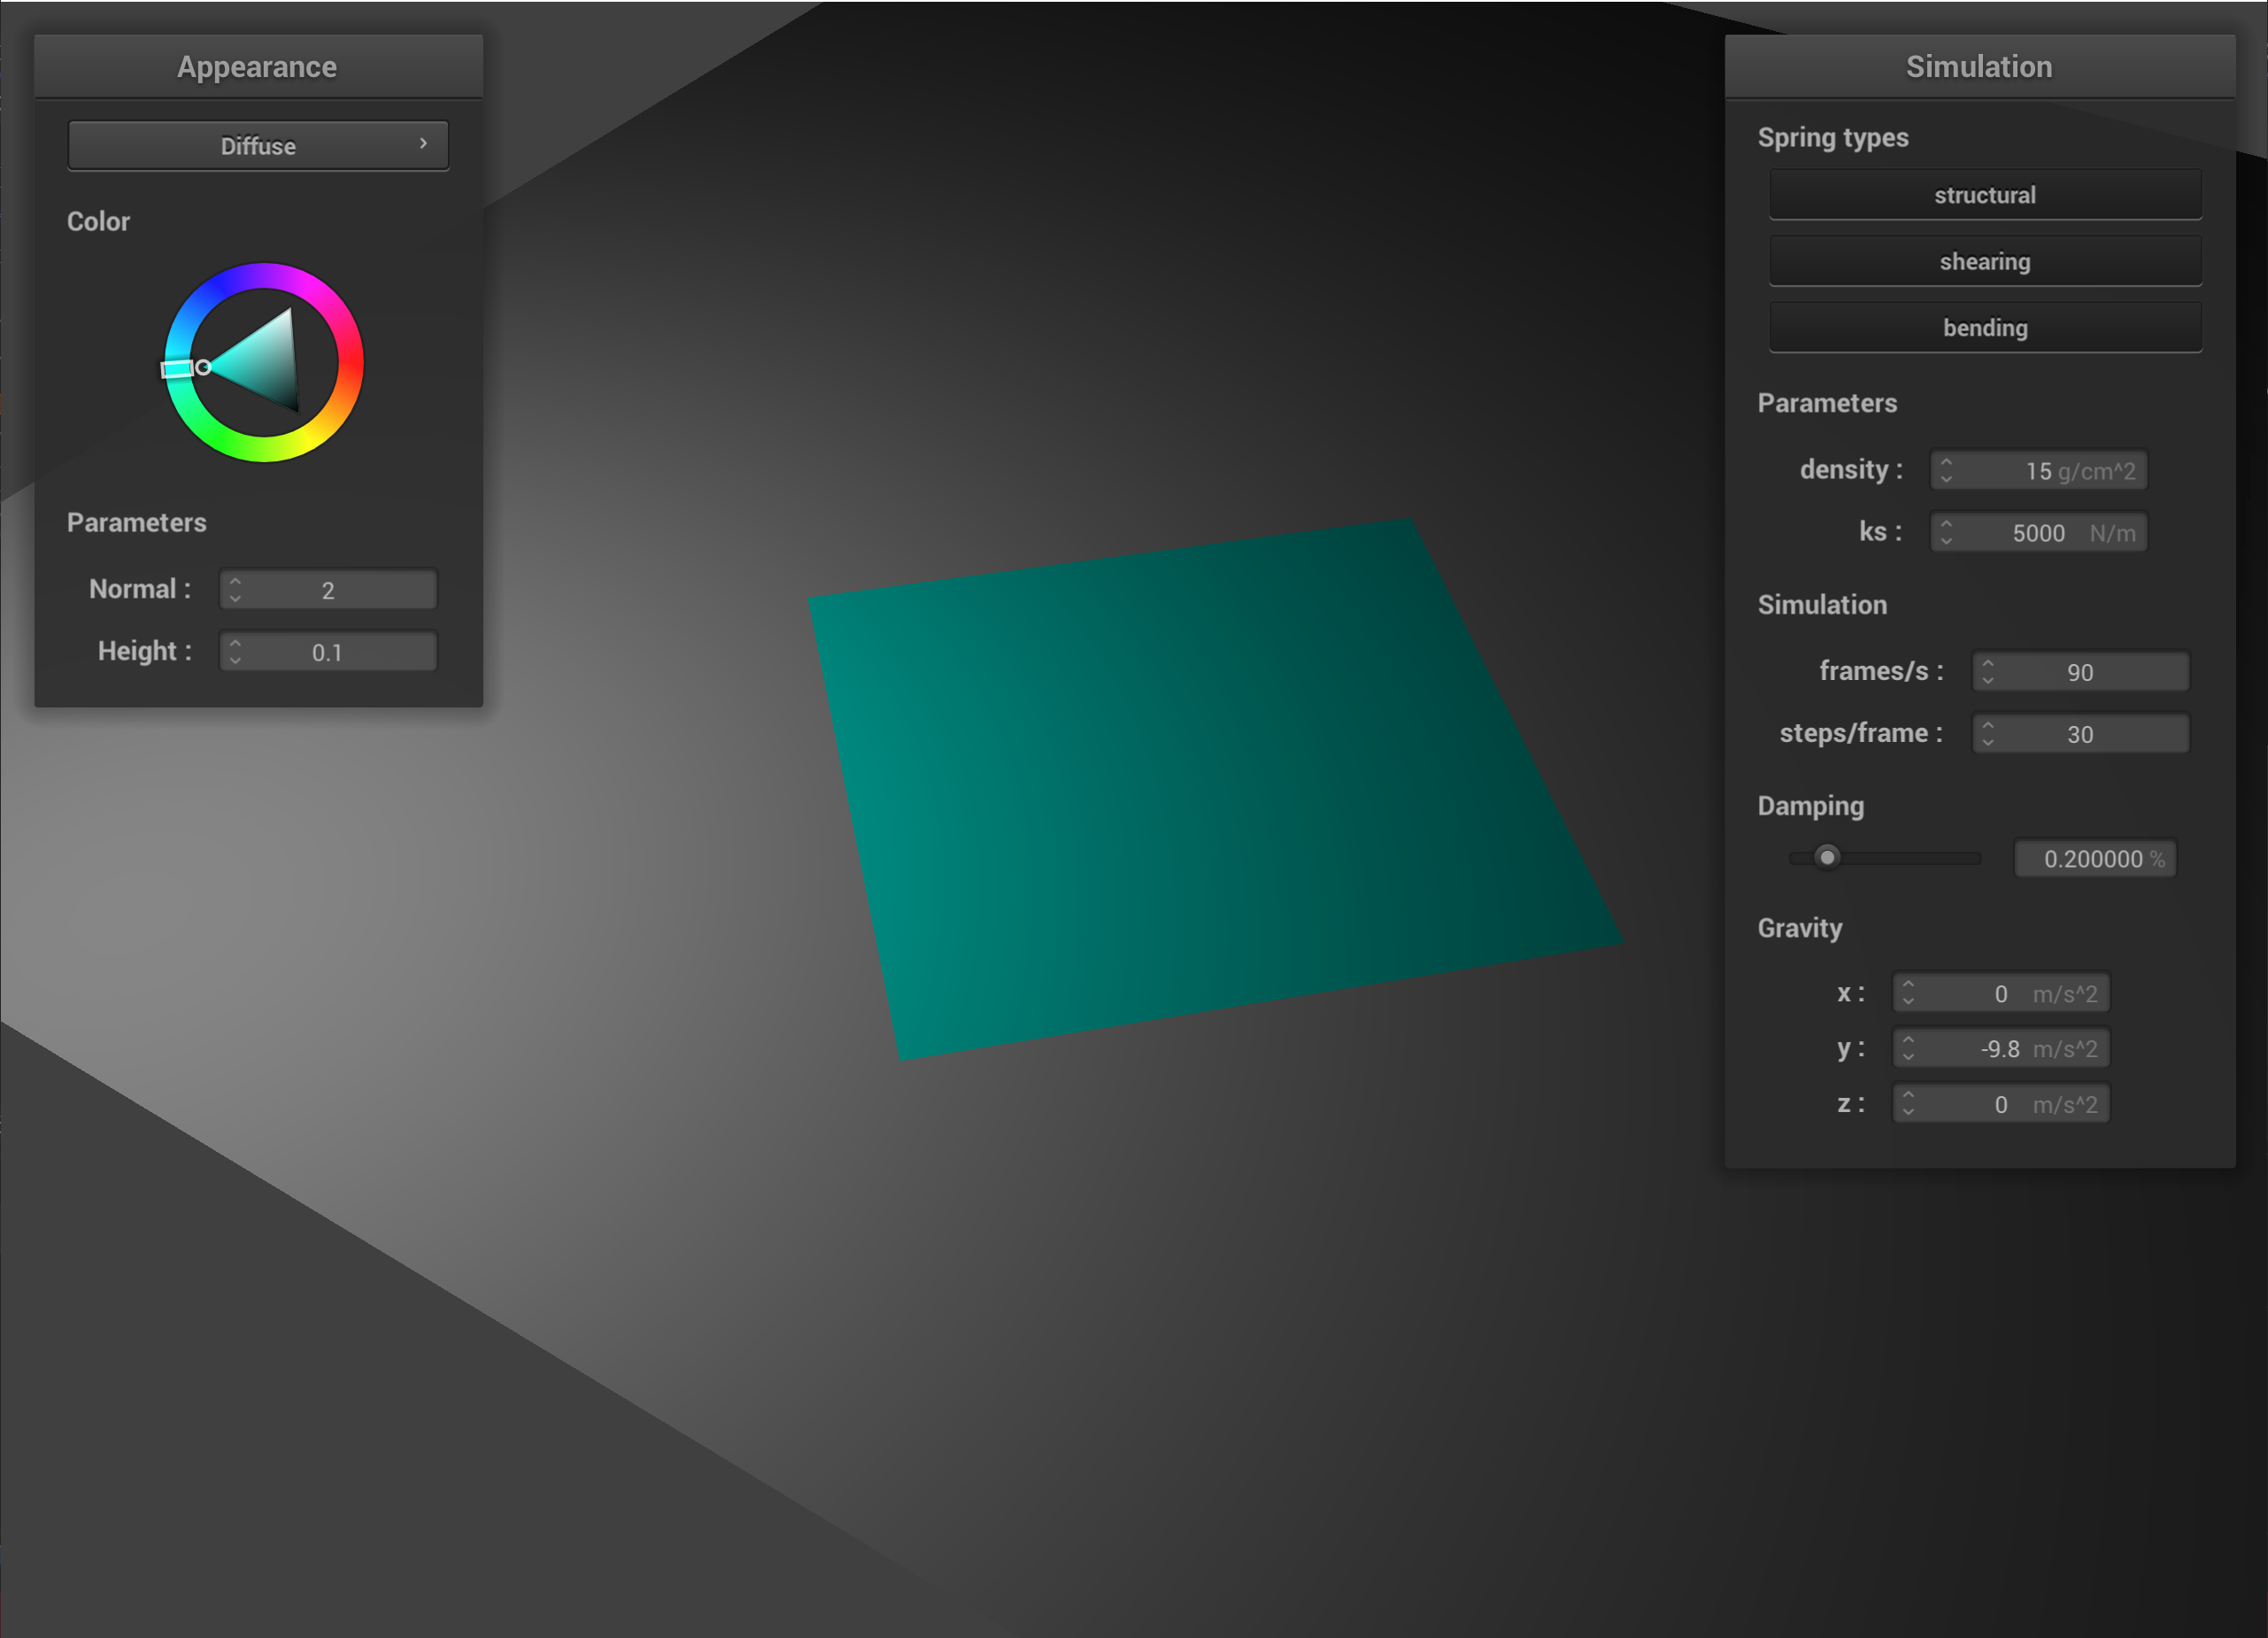 Appearance
Diffuse
Color
Parameters
Normal : 2
Height : 0.1
Simulation
Spring types
structural
shearing
bending
Parameters
density : 15 g/cm^2
ks : 5000 N/m
Simulation
frames/s : 90
steps/frame : 30
Damping
0.200000 %
Gravity
x : 0 m/s^2
y : -9.8 m/s^2
z : 0 m/s^2